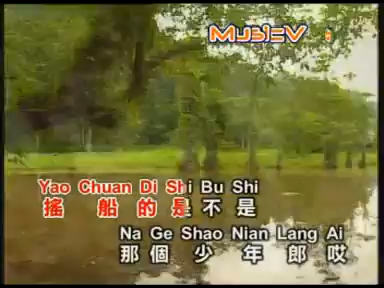 MusicV
Yao Chuan Di Shi Bu Shi
搖 船 的 是 不 是
Na Ge Shao Nian Lang Ai
那 個 少 年 郎 哎